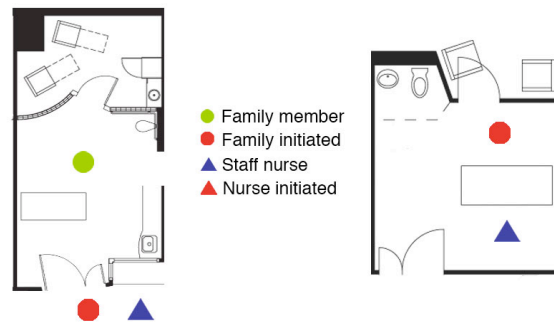 Family member
Family initiated
Staff nurse
Nurse initiated